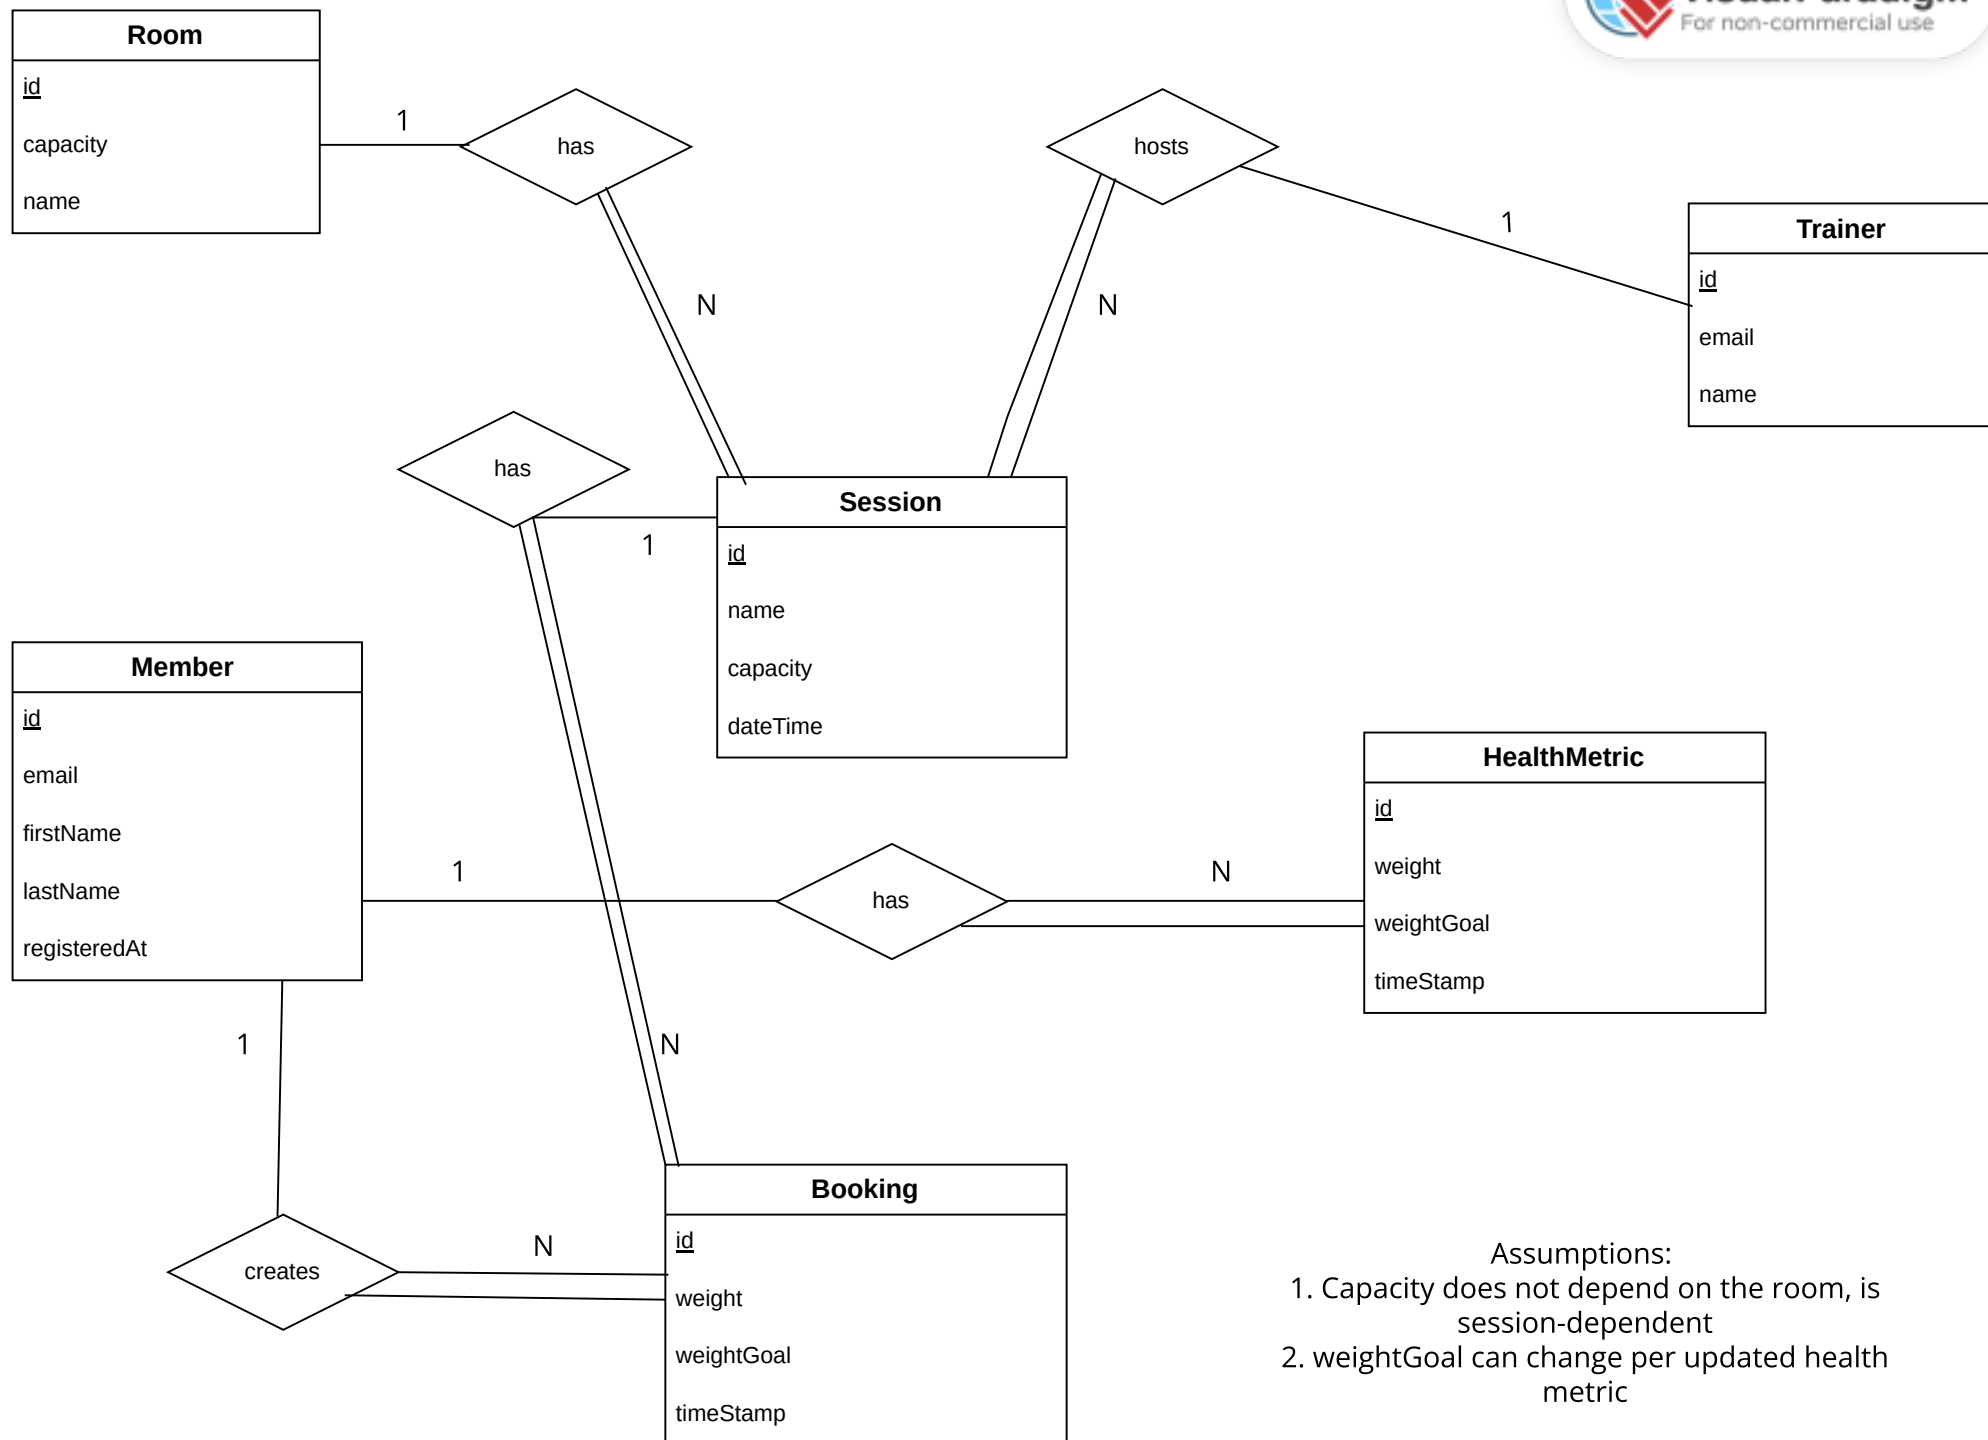 For non-commercial use
Room
id
capacity
name
1
has
N
hosts
N
1
Trainer
id
email
name
has
1
Session
id
name
capacity
dateTime
Member
id
email
firstName
lastName
registeredAt
1
has
N
HealthMetric
id
weight
weightGoal
timeStamp
1
N
creates
N
Booking
id
weight
weightGoal
timeStamp
Assumptions:
1. Capacity does not depend on the room, is
session-dependent
2. weightGoal can change per updated health
metric